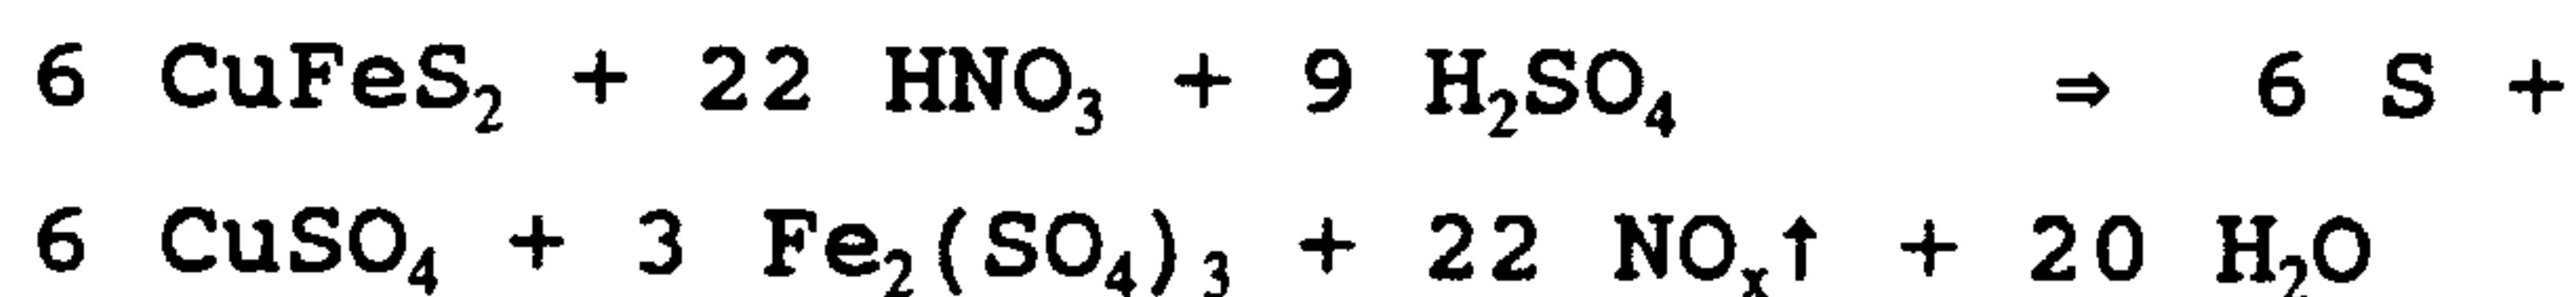 6 CuFeS₂ + 22 HNO₃ + 9 H₂SO₄ ⇒ 6 S +
6 CuSO₄ + 3 Fe₂(SO₄)₃ + 22 NOₓ↑ + 20 H₂O